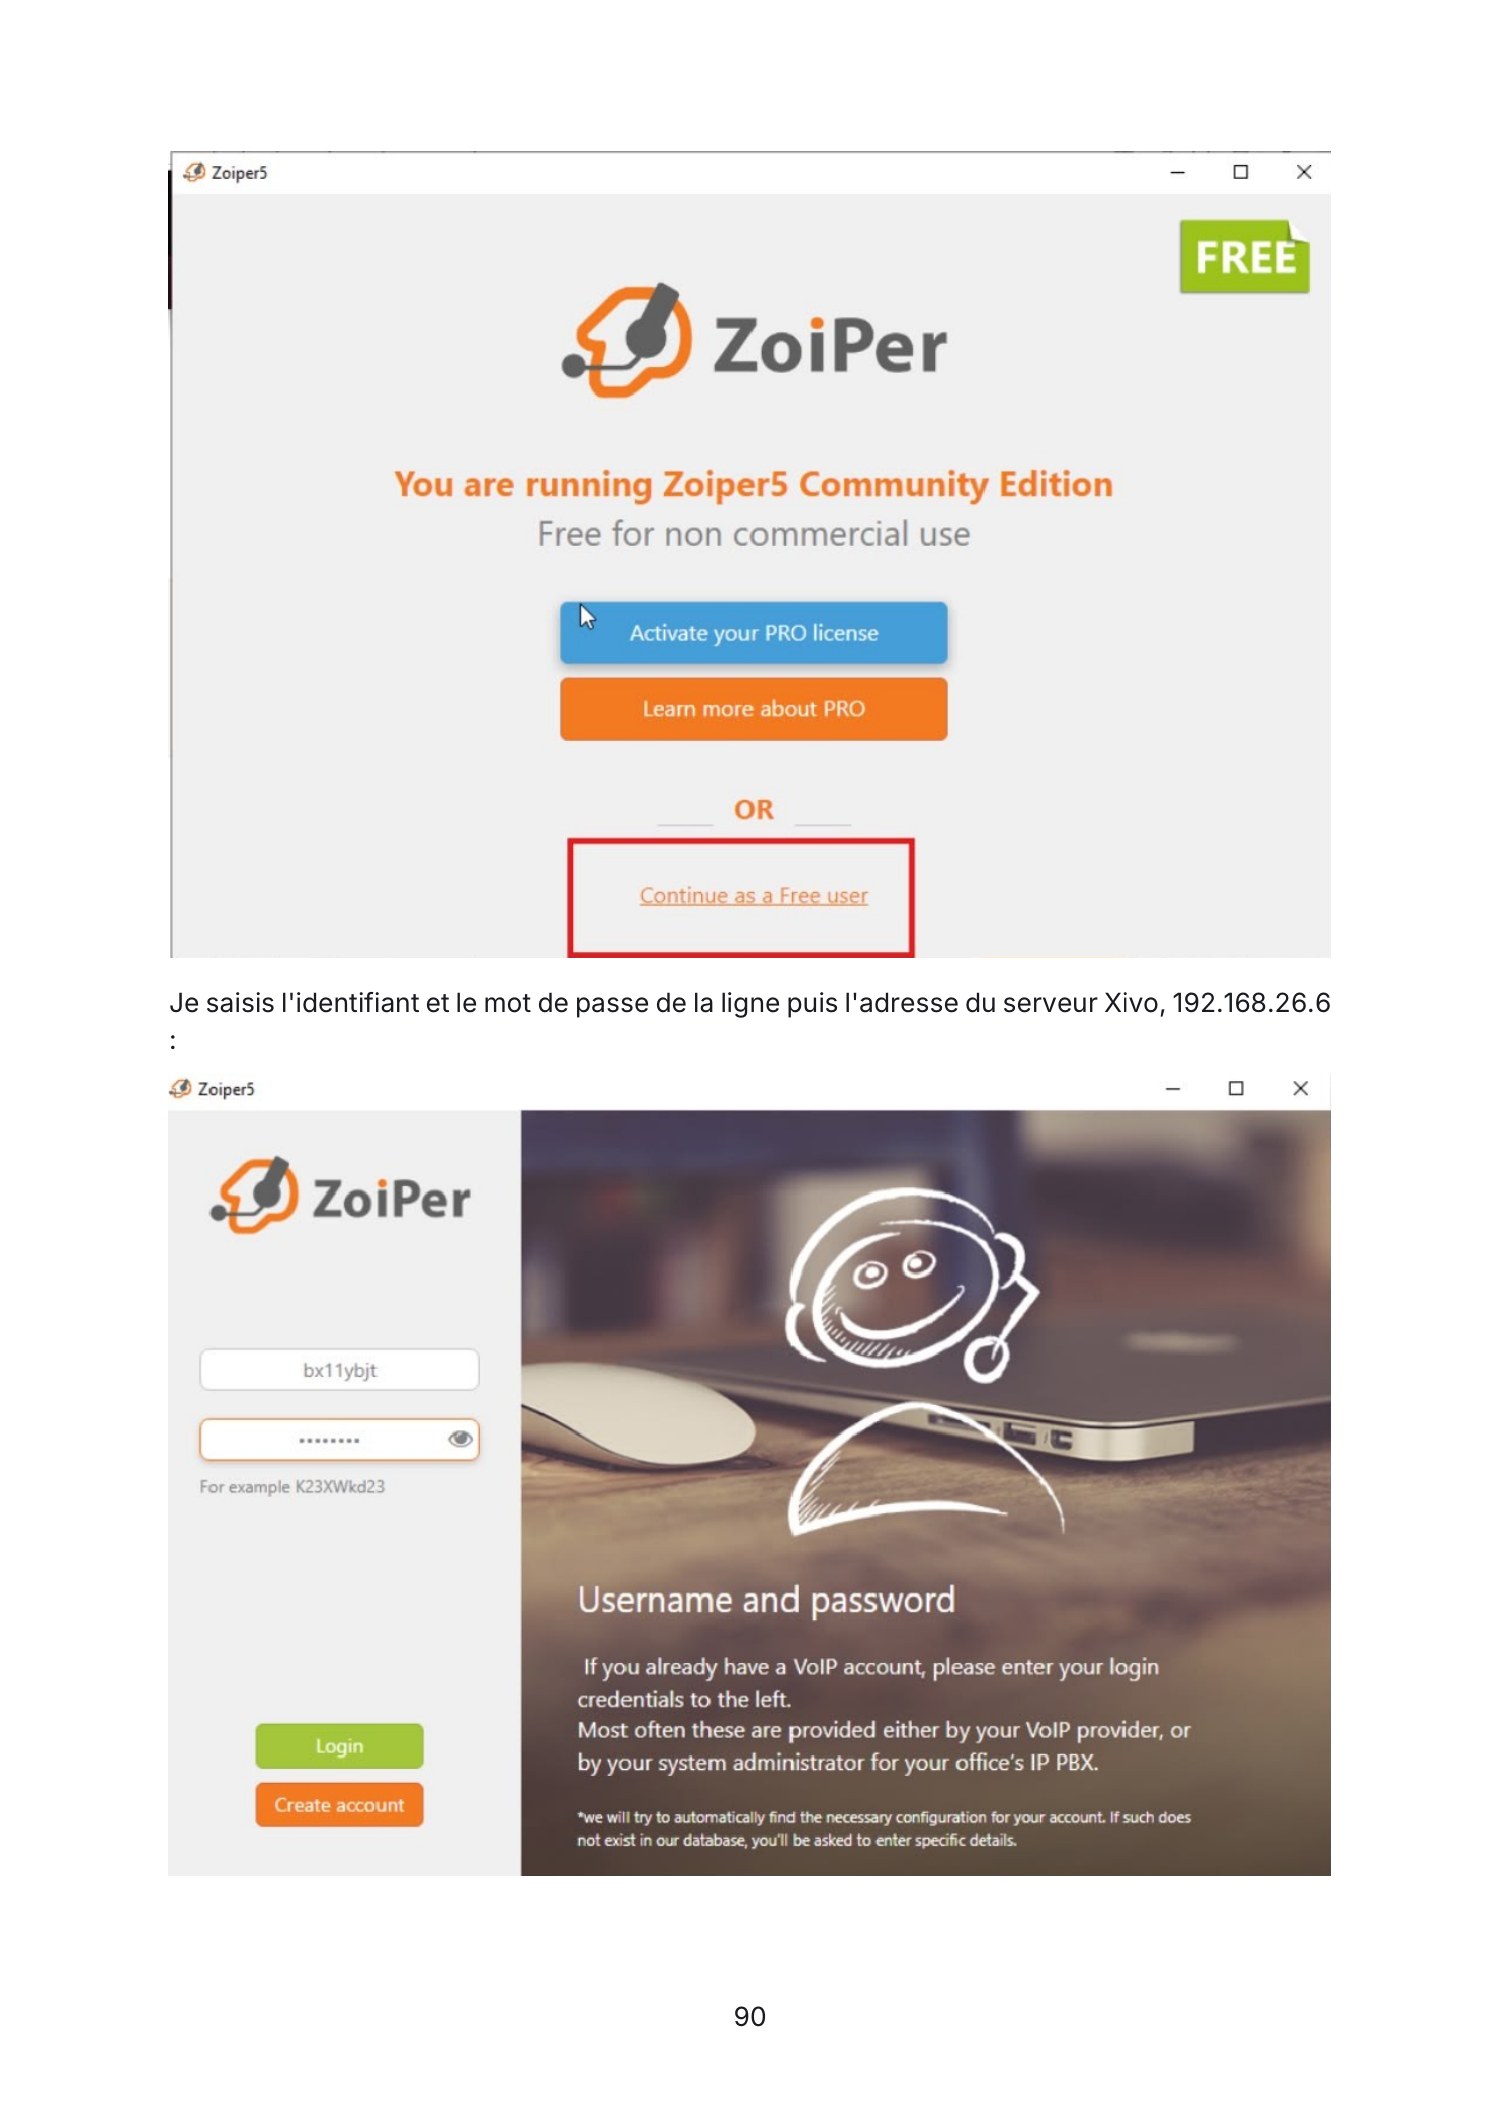 Zoiper5
FREE
ZoiPer
You are running Zoiper5 Community Edition
Free for non commercial use
Activate your PRO license
Learn more about PRO
OR
Continue as a Free user
Je saisis l'identifiant et le mot de passe de la ligne puis l'adresse du serveur Xivo, 192.168.26.6
:
Zoiper5
ZoiPer
bx11ybjt
For example K23XWkd23
Login
Create account
Username and password
If you already have a VoIP account, please enter your login
credentials to the left.
Most often these are provided either by your VoIP provider, or
by your system administrator for your office's IP PBX.
*we will try to automatically find the necessary configuration for your account. If such does
not exist in our database, you'll be asked to enter specific details.
90